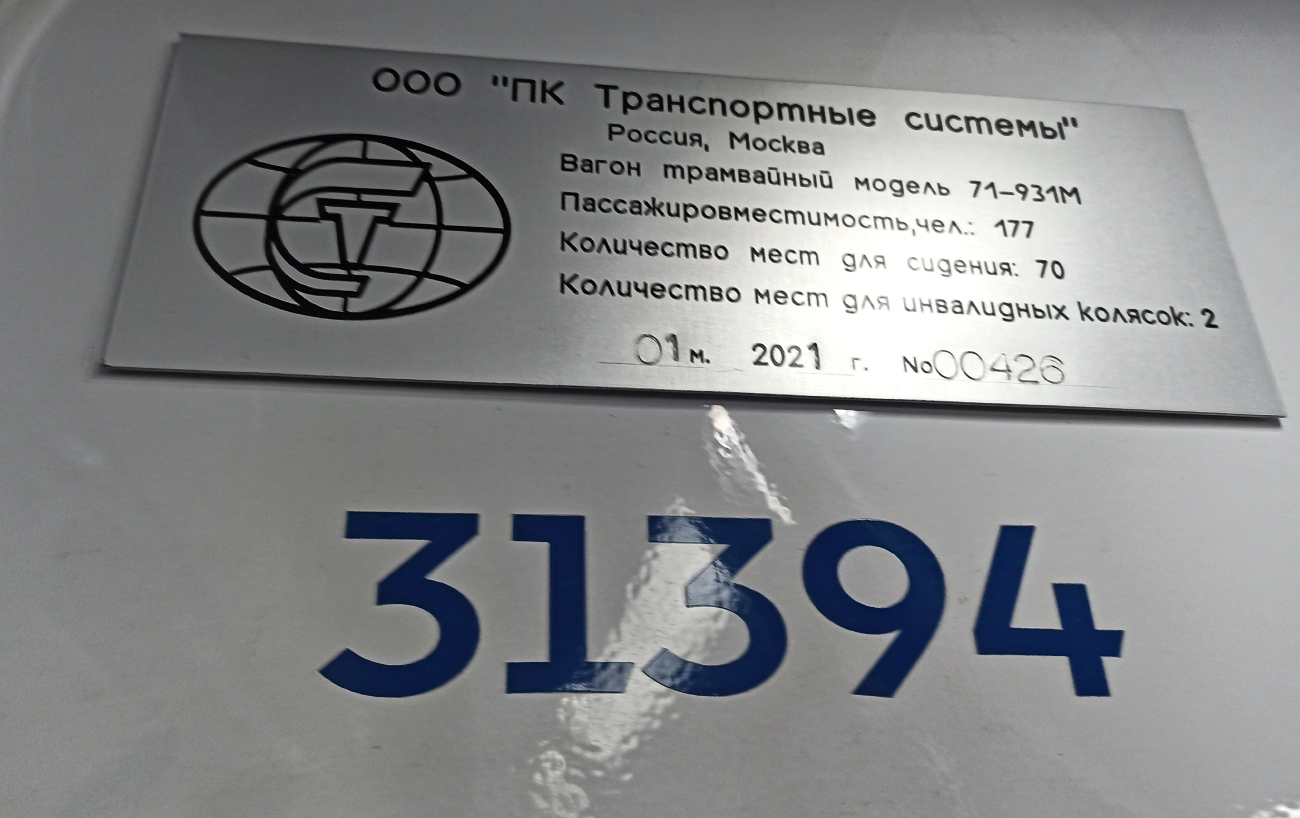 ООО "ПК Транспортные системы"
Россия, Москва
Вагон трамвайный модель 71-931М
Пассажировместимость,чел.: 177
Количество мест для сидения: 70
Количество мест для инвалидных колясок: 2
01 м. 2021 г. No00426
31394